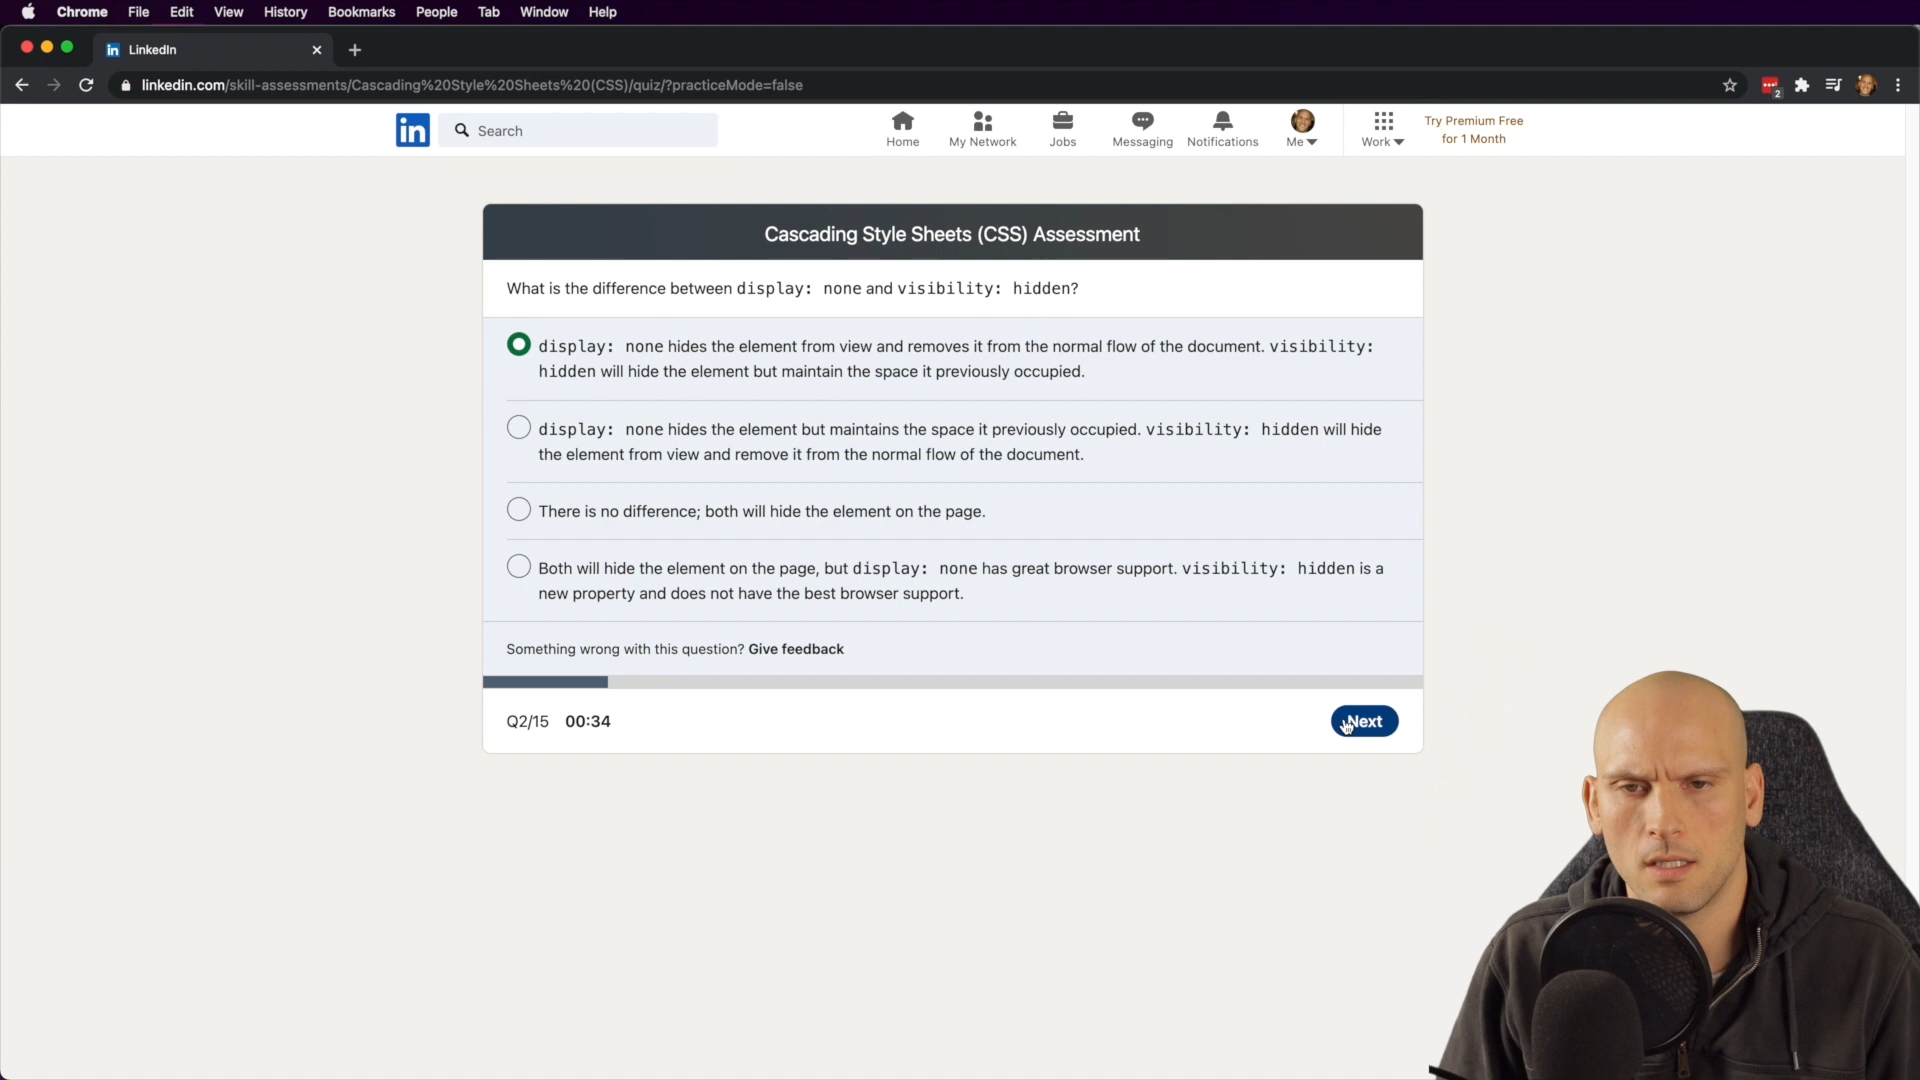 Chrome File Edit View History Bookmarks People Tab Window Help
in LinkedIn
linkedin.com/skill-assessments/Cascading%20Style%20Sheets%20(CSS)/quiz/?practiceMode=false
2
in Search
Home My Network Jobs Messaging Notifications Me Work
Try Premium Free
for 1 Month
Cascading Style Sheets (CSS) Assessment
What is the difference between display: none and visibility: hidden?
display: none hides the element from view and removes it from the normal flow of the document. visibility:
hidden will hide the element but maintain the space it previously occupied.
display: none hides the element but maintains the space it previously occupied. visibility: hidden will hide
the element from view and remove it from the normal flow of the document.
There is no difference; both will hide the element on the page.
Both will hide the element on the page, but display: none has great browser support. visibility: hidden is a
new property and does not have the best browser support.
Something wrong with this question? Give feedback
Q2/15 00:34
Next